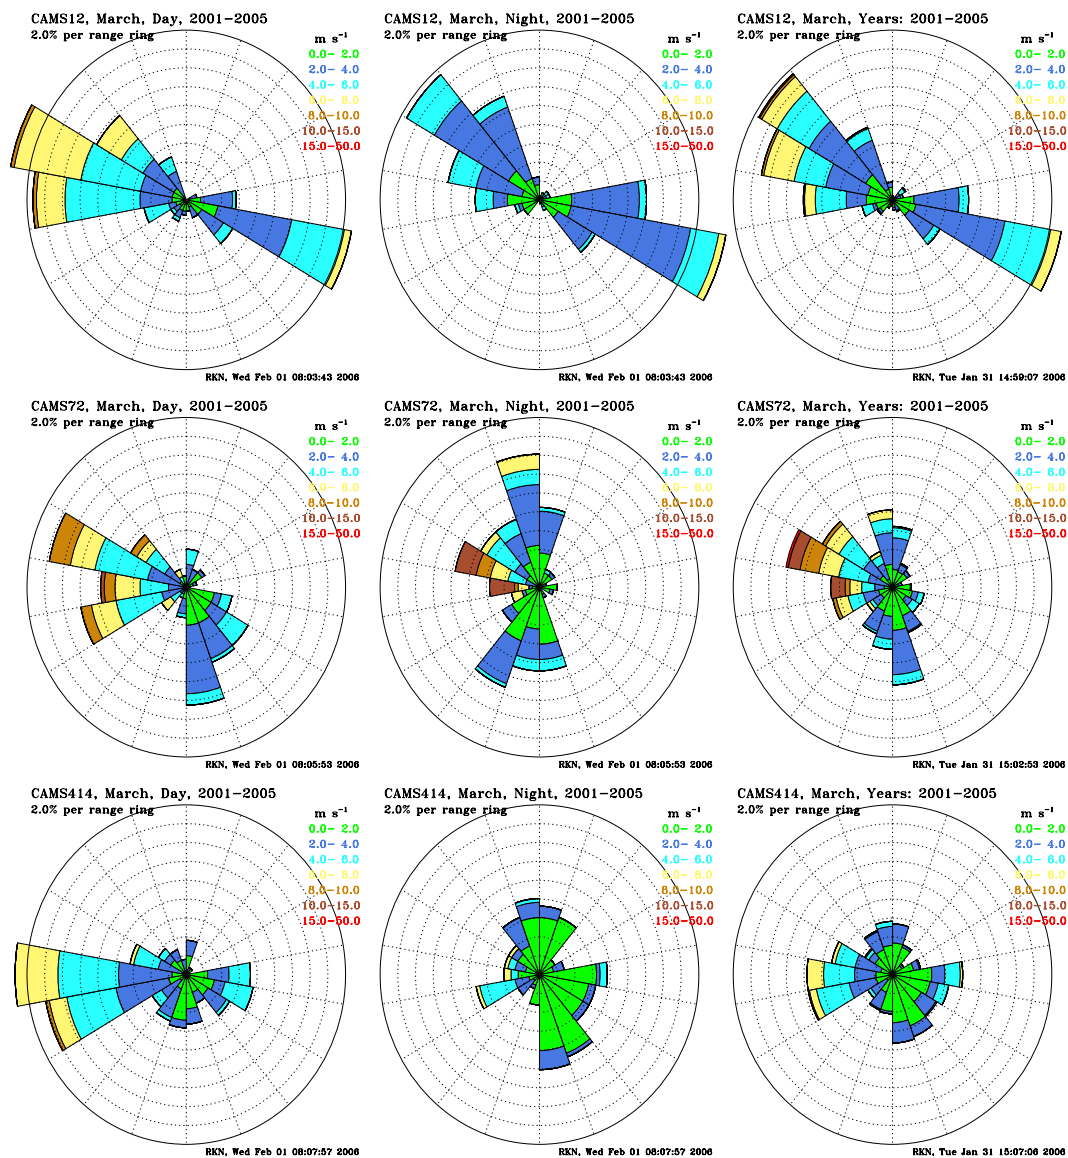 CAMS12, March, Day, 2001-2005
2.0% per range ring
m s⁻¹
0.0- 2.0
2.0- 4.0
4.0- 6.0
6.0- 8.0
8.0-10.0
10.0-15.0
15.0-50.0
RKN, Wed Feb 01 08:03:43 2006
CAMS12, March, Night, 2001-2005
2.0% per range ring
m s⁻¹
0.0- 2.0
2.0- 4.0
4.0- 6.0
6.0- 8.0
8.0-10.0
10.0-15.0
15.0-50.0
RKN, Wed Feb 01 08:03:43 2006
CAMS12, March, Years: 2001-2005
2.0% per range ring
m s⁻¹
0.0- 2.0
2.0- 4.0
4.0- 6.0
6.0- 8.0
8.0-10.0
10.0-15.0
15.0-50.0
RKN, Tue Jan 31 14:59:07 2006
CAMS72, March, Day, 2001-2005
2.0% per range ring
m s⁻¹
0.0- 2.0
2.0- 4.0
4.0- 6.0
6.0- 8.0
8.0-10.0
10.0-15.0
15.0-50.0
RKN, Wed Feb 01 08:05:53 2006
CAMS72, March, Night, 2001-2005
2.0% per range ring
m s⁻¹
0.0- 2.0
2.0- 4.0
4.0- 6.0
6.0- 8.0
8.0-10.0
10.0-15.0
15.0-50.0
RKN, Wed Feb 01 08:05:53 2006
CAMS72, March, Years: 2001-2005
2.0% per range ring
m s⁻¹
0.0- 2.0
2.0- 4.0
4.0- 6.0
6.0- 8.0
8.0-10.0
10.0-15.0
15.0-50.0
RKN, Tue Jan 31 15:02:53 2006
CAMS414, March, Day, 2001-2005
2.0% per range ring
m s⁻¹
0.0- 2.0
2.0- 4.0
4.0- 6.0
6.0- 8.0
8.0-10.0
10.0-15.0
15.0-50.0
RKN, Wed Feb 01 08:07:57 2006
CAMS414, March, Night, 2001-2005
2.0% per range ring
m s⁻¹
0.0- 2.0
2.0- 4.0
4.0- 6.0
6.0- 8.0
8.0-10.0
10.0-15.0
15.0-50.0
RKN, Wed Feb 01 08:07:57 2006
CAMS414, March, Years: 2001-2005
2.0% per range ring
m s⁻¹
0.0- 2.0
2.0- 4.0
4.0- 6.0
6.0- 8.0
8.0-10.0
10.0-15.0
15.0-50.0
RKN, Tue Jan 31 15:07:06 2006